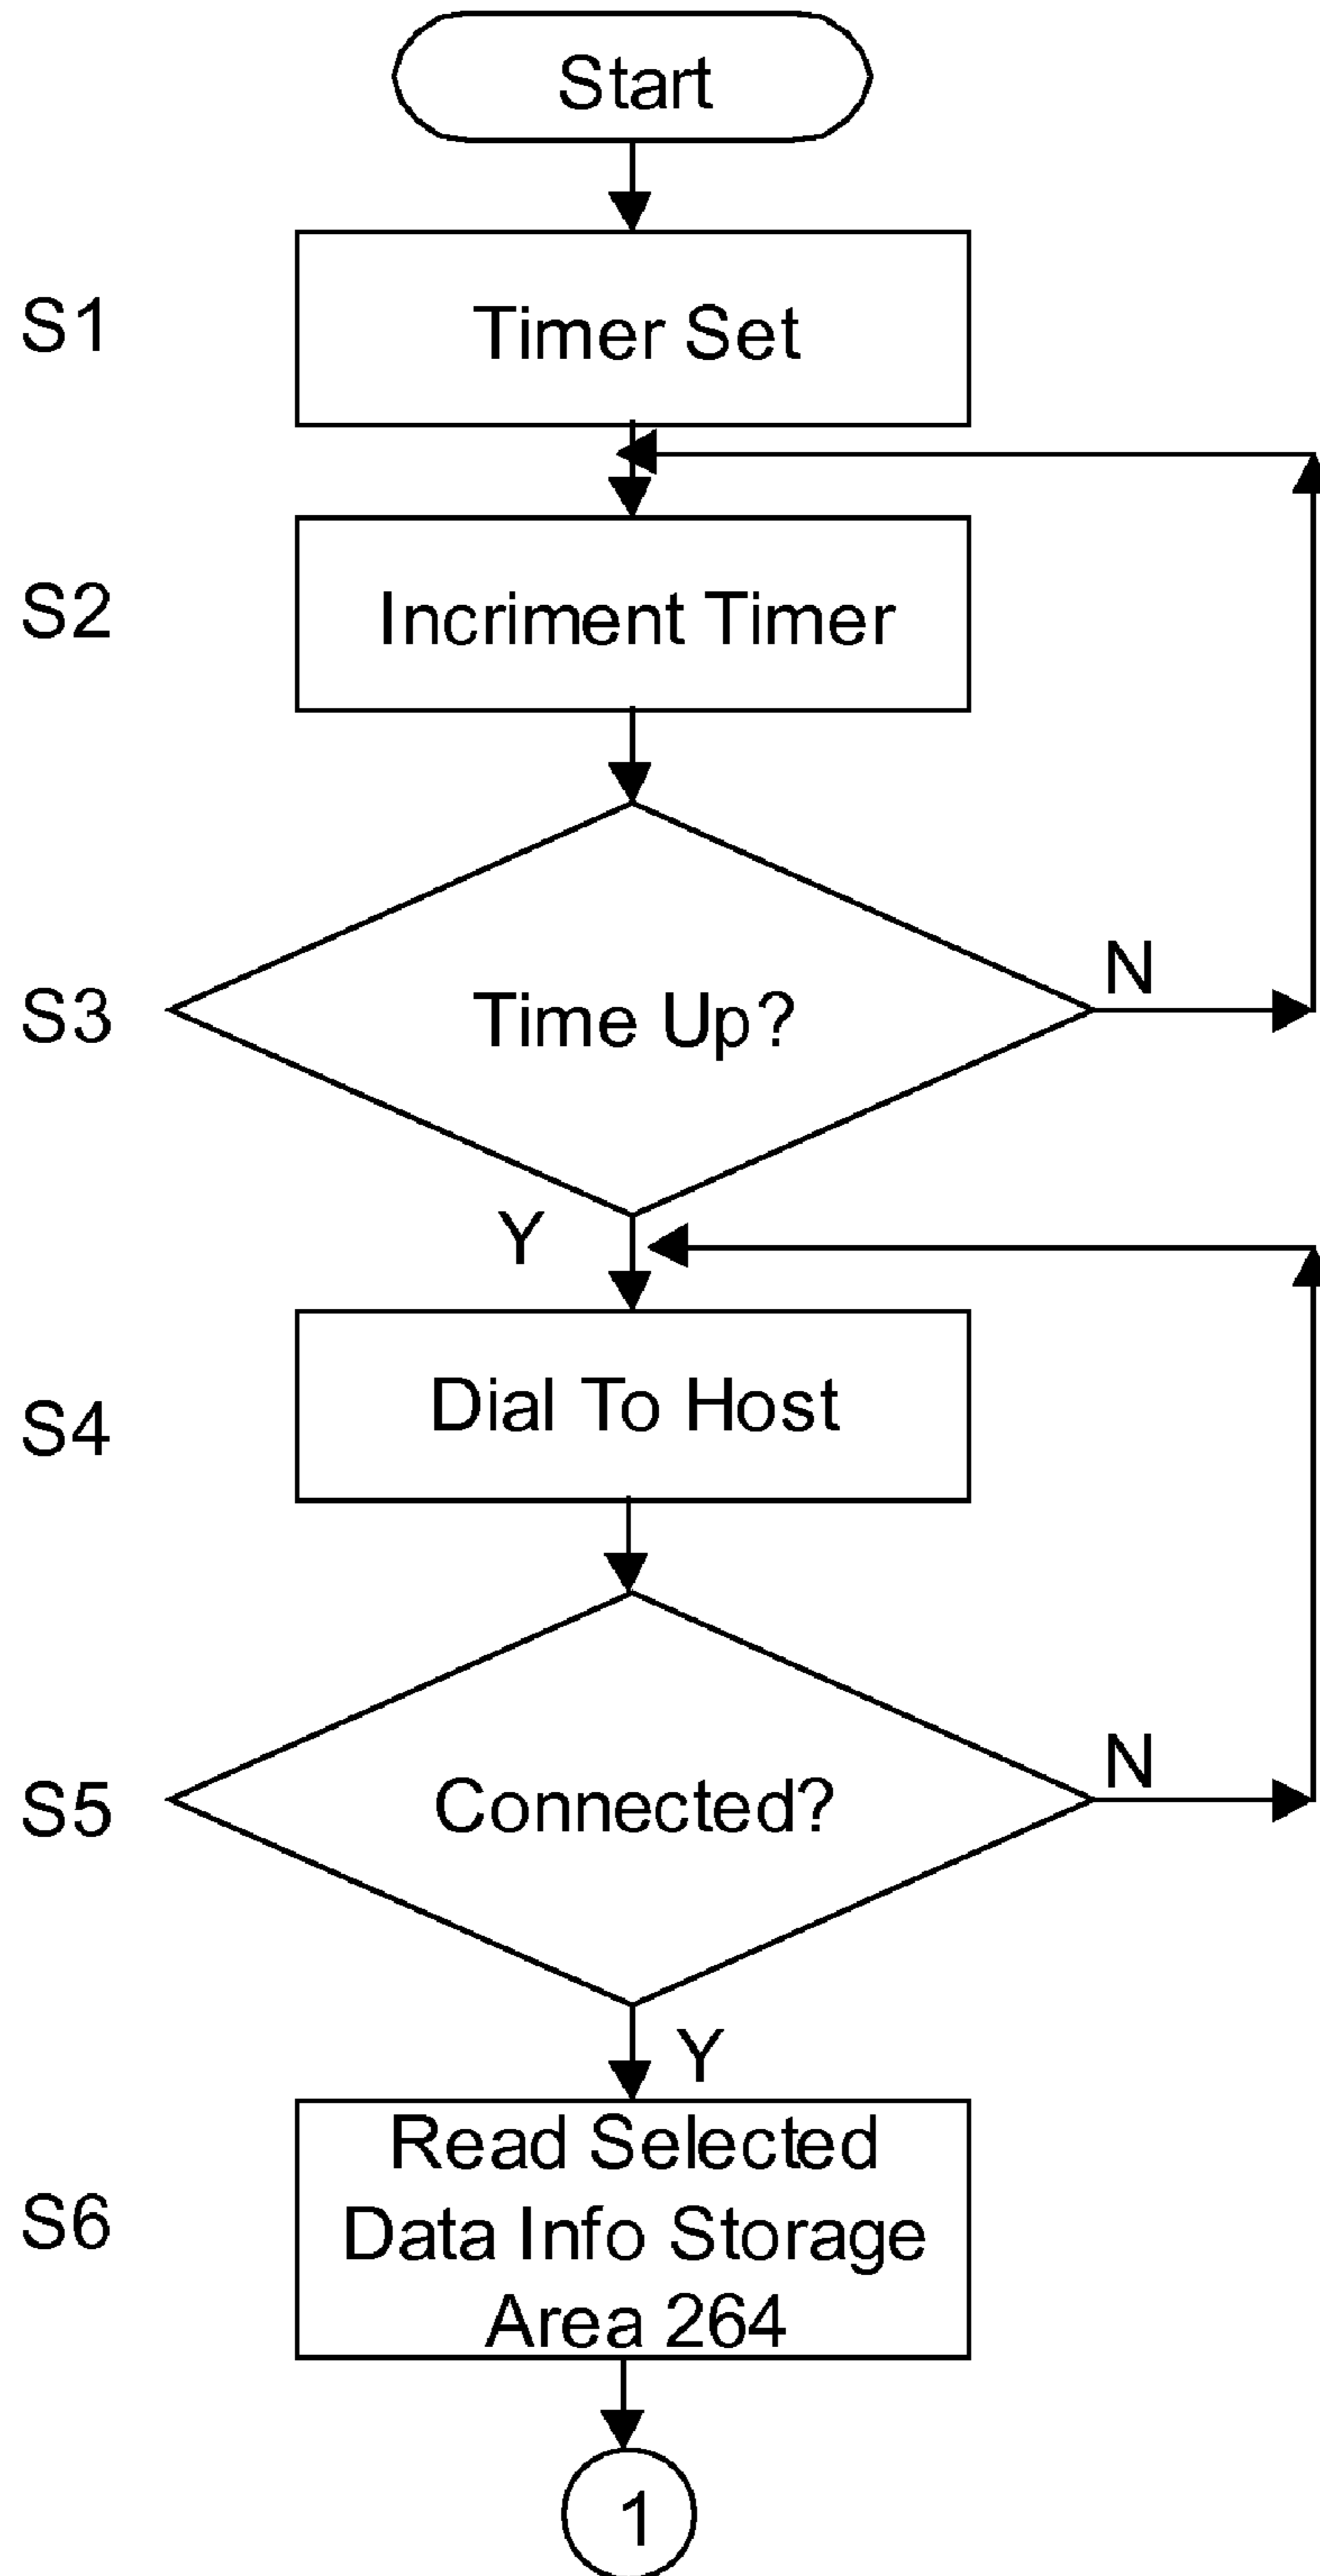 Start
S1
Timer Set
S2
Incriment Timer
S3
Time Up?
N
Y
S4
Dial To Host
S5
Connected?
N
Y
S6
Read Selected
Data Info Storage
Area 264
1